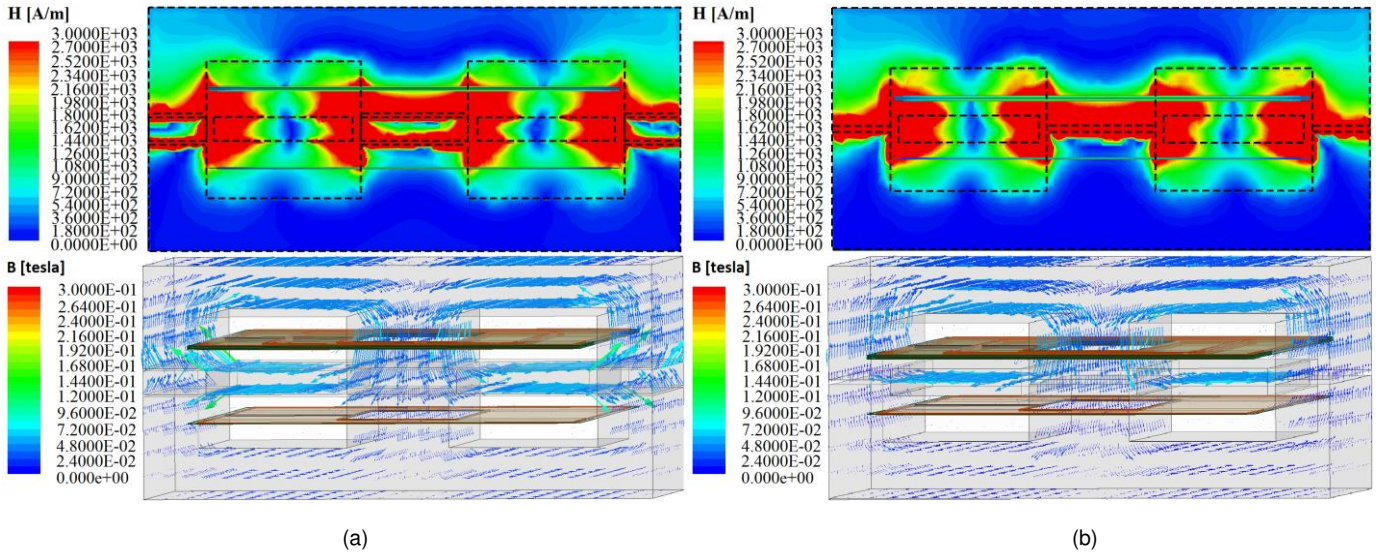 H [A/m]
3.0000E+03
2.7000E+03
2.5200E+03
2.3400E+03
2.1600E+03
1.9800E+03
1.8000E+03
1.6200E+03
1.4400E+03
1.2600E+03
1.0800E+03
9.0000E+02
7.2000E+02
5.4000E+02
3.6000E+02
1.8000E+02
0.0000E+00
H [A/m]
3.0000E+03
2.7000E+03
2.5200E+03
2.3400E+03
2.1600E+03
1.9800E+03
1.8000E+03
1.6200E+03
1.4400E+03
1.2600E+03
1.0800E+03
9.0000E+02
7.2000E+02
5.4000E+02
3.6000E+02
1.8000E+02
0.0000E+00
B [tesla]
3.0000E-01
2.6400E-01
2.4000E-01
2.1600E-01
1.9200E-01
1.6800E-01
1.4400E-01
1.2000E-01
9.6000E-02
7.2000E-02
4.8000E-02
2.4000E-02
0.000e+00
B [tesla]
3.0000E-01
2.6400E-01
2.4000E-01
2.1600E-01
1.9200E-01
1.6800E-01
1.4400E-01
1.2000E-01
9.6000E-02
7.2000E-02
4.8000E-02
2.4000E-02
0.000e+00
(a)
(b)